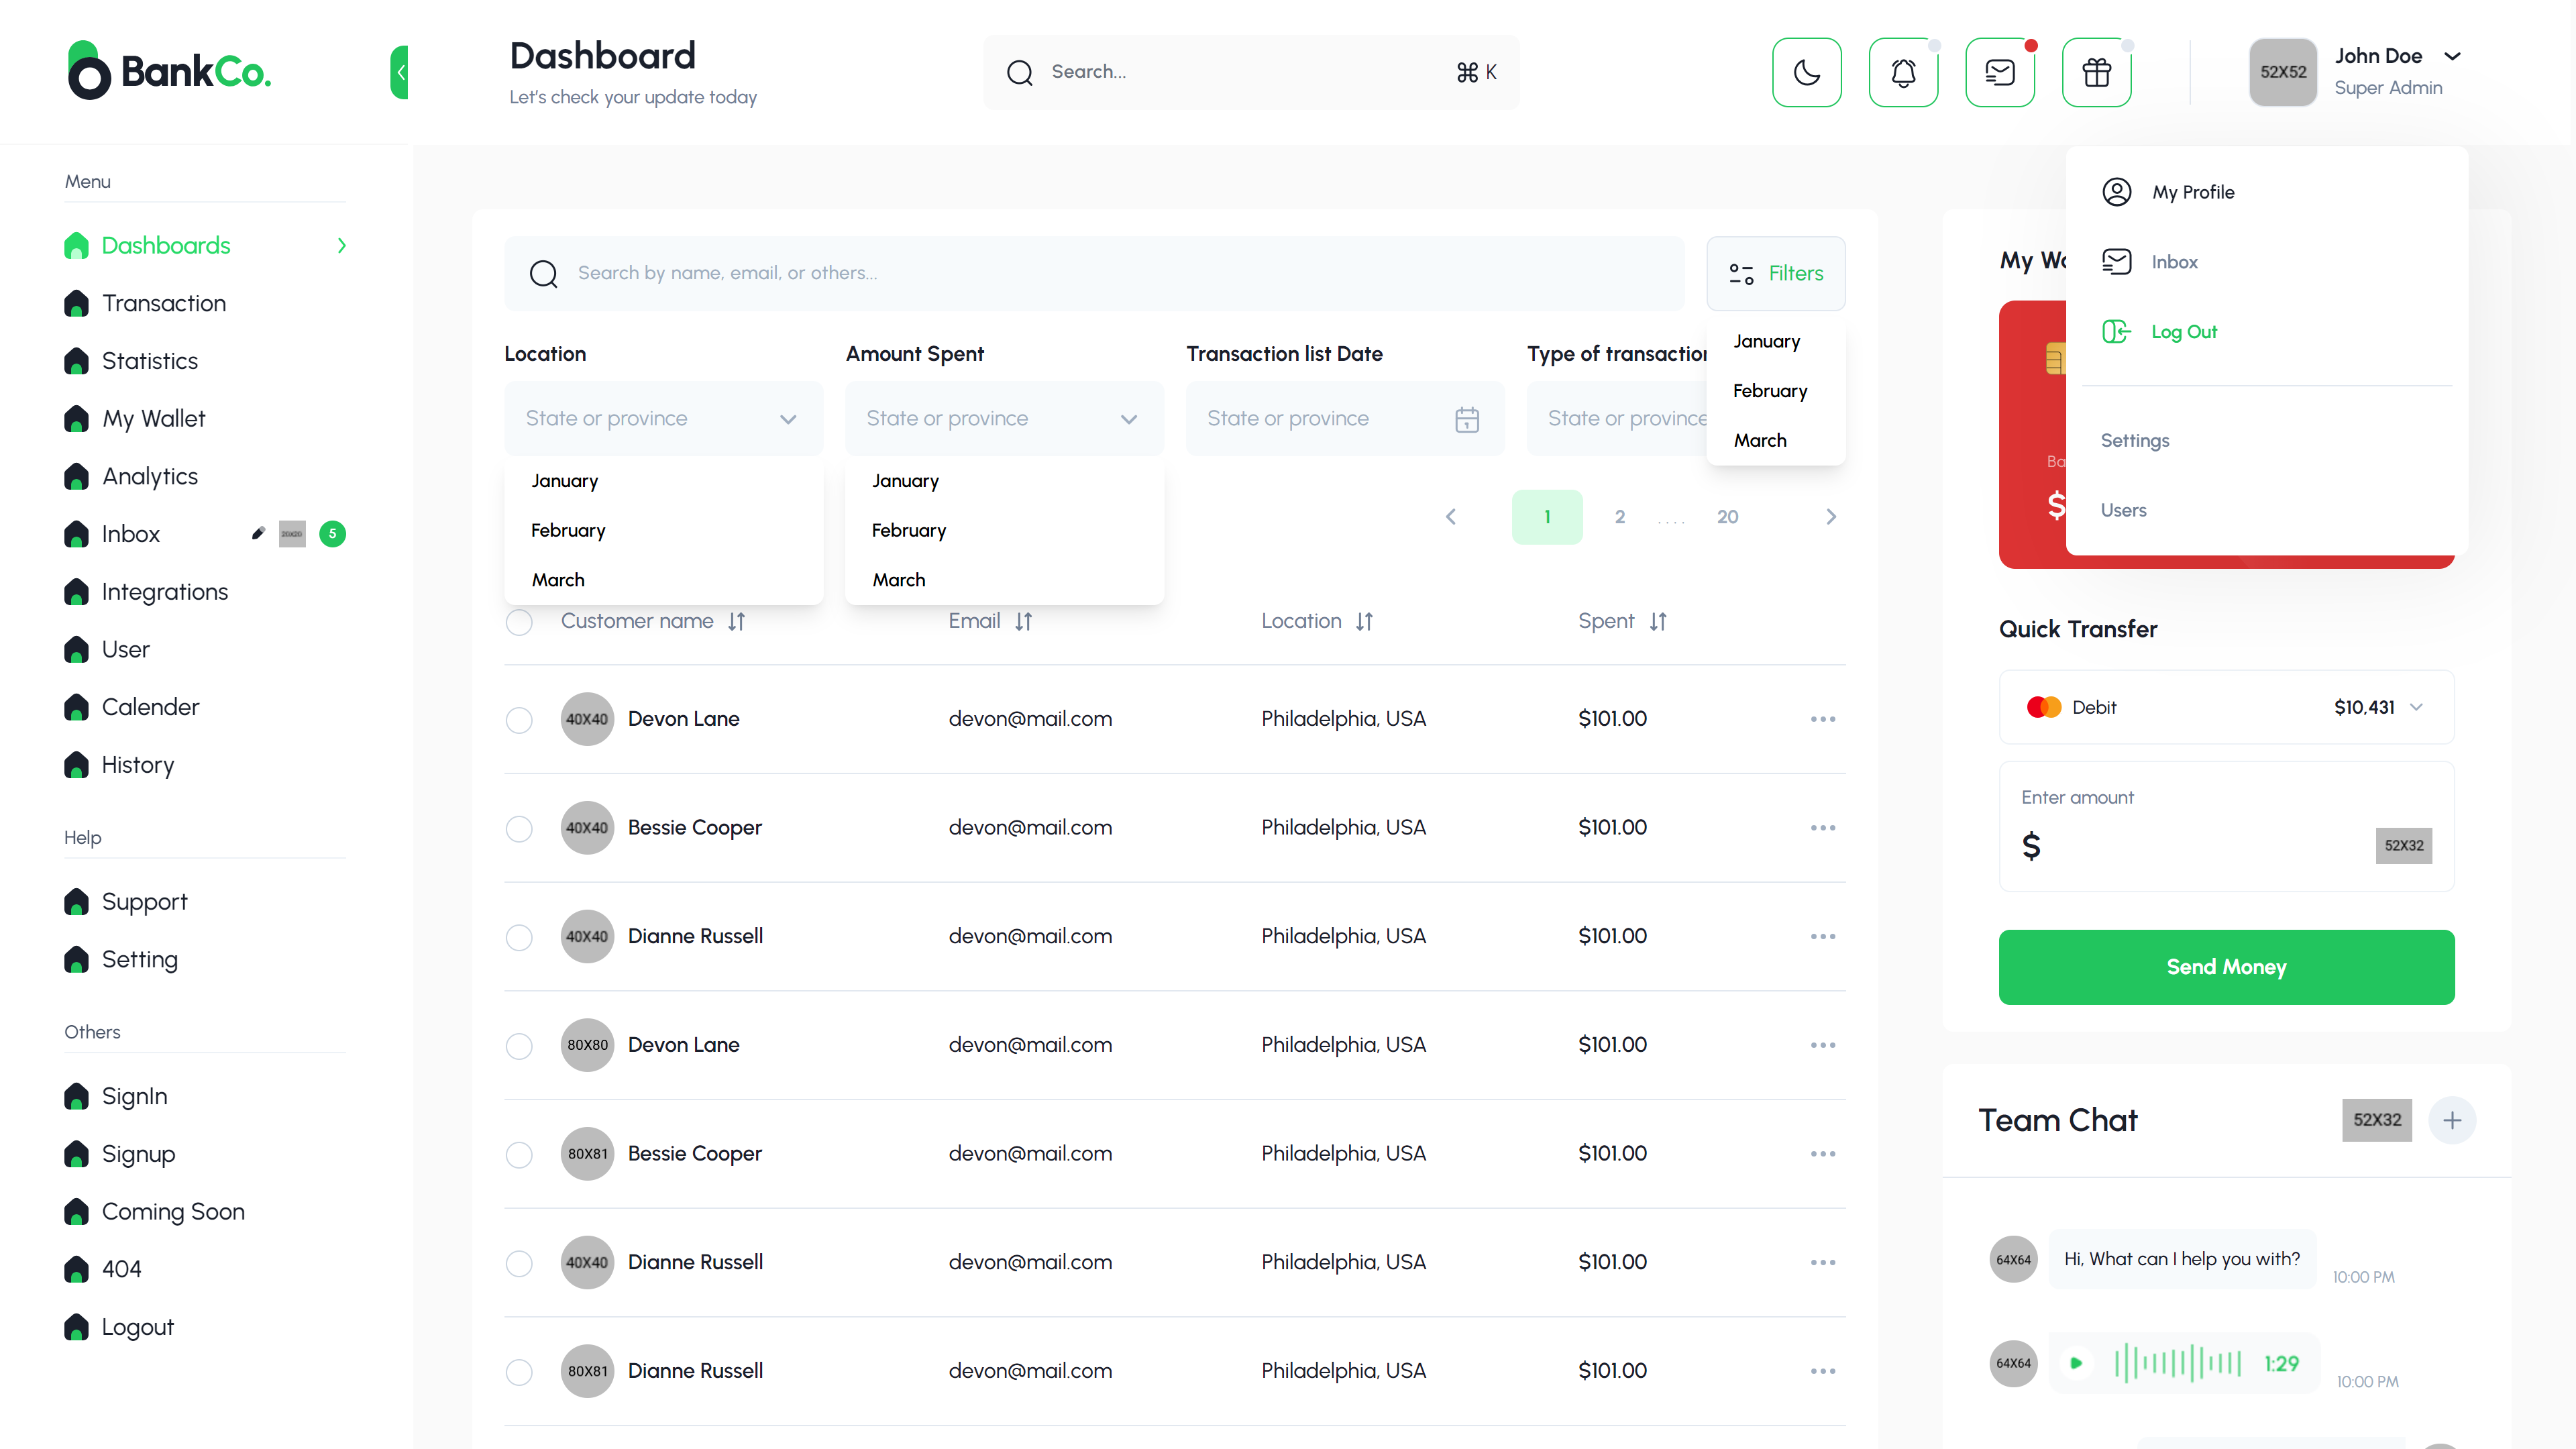 BankCo.
Dashboard
Let's check your update today
Search...
⌘ K
52X52
John Doe
Super Admin
Menu
Dashboards
Transaction
Statistics
My Wallet
Analytics
Inbox
20x20
5
Integrations
User
Calender
History
Help
Support
Setting
Others
SignIn
Signup
Coming Soon
404
Logout
Search by name, email, or others...
Filters
January
February
March
Location
Amount Spent
Transaction list Date
Type of transaction
State or province
State or province
State or province
State or province
January
February
March
January
February
March
1
2
....
20
Customer name
Email
Location
Spent
40X40 Devon Lane devon@mail.com Philadelphia, USA $101.00
40X40 Bessie Cooper devon@mail.com Philadelphia, USA $101.00
40X40 Dianne Russell devon@mail.com Philadelphia, USA $101.00
80X80 Devon Lane devon@mail.com Philadelphia, USA $101.00
80X81 Bessie Cooper devon@mail.com Philadelphia, USA $101.00
40X40 Dianne Russell devon@mail.com Philadelphia, USA $101.00
80X81 Dianne Russell devon@mail.com Philadelphia, USA $101.00
My Profile
Inbox
Log Out
Settings
Users
My Wa
Ba
$
Quick Transfer
Debit
$10,431
Enter amount
$
52X32
Send Money
Team Chat
52X32
64X64
Hi, What can I help you with?
10:00 PM
64X64
1:29
10:00 PM